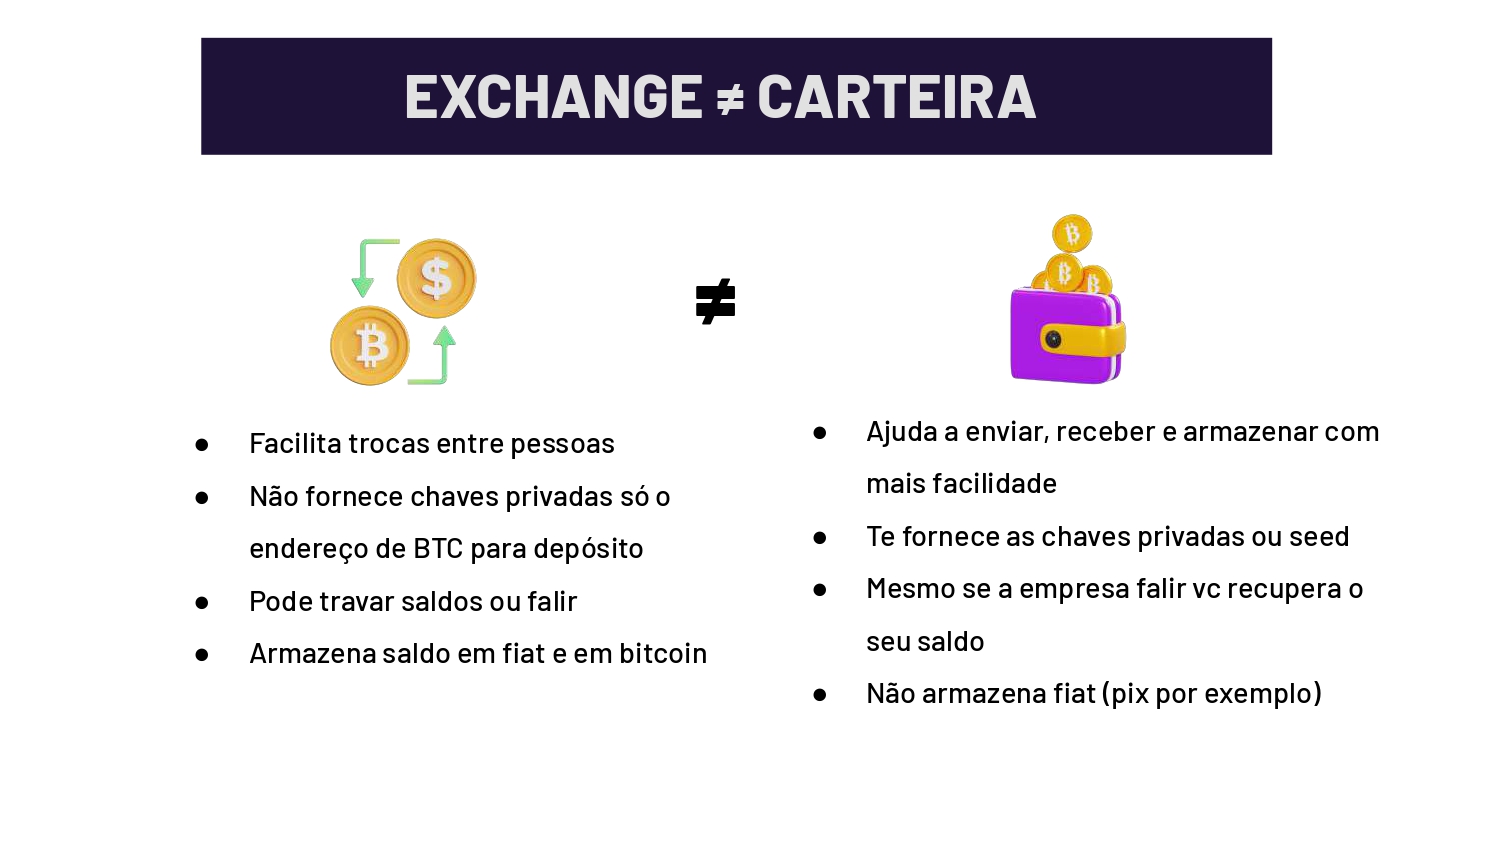 EXCHANGE ≠ CARTEIRA
≠
● Facilita trocas entre pessoas
● Não fornece chaves privadas só o
endereço de BTC para depósito
● Pode travar saldos ou falir
● Armazena saldo em fiat e em bitcoin
● Ajuda a enviar, receber e armazenar com
mais facilidade
● Te fornece as chaves privadas ou seed
● Mesmo se a empresa falir vc recupera o
seu saldo
● Não armazena fiat (pix por exemplo)